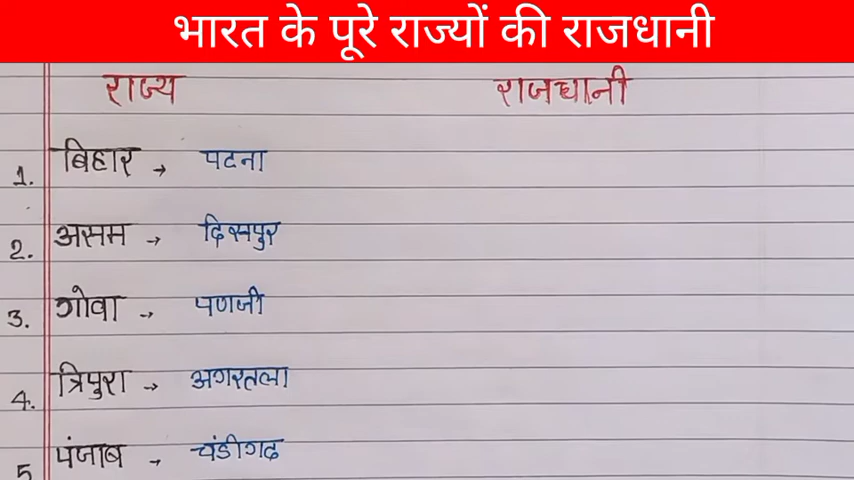 भारत के पूरे राज्यों की राजधानी
राज्य राजधानी
1. बिहार → पटना
2. असम → दिसपुर
3. गोवा → पणजी
4. त्रिपुरा → अगरतला
5 पंजाब → चंडीगढ